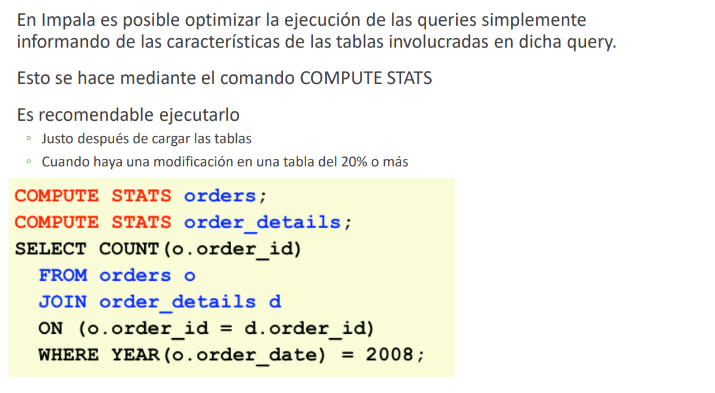 En Impala es posible optimizar la ejecución de las queries simplemente
informando de las características de las tablas involucradas en dicha query.
Esto se hace mediante el comando COMPUTE STATS
Es recomendable ejecutarlo
▫ Justo después de cargar las tablas
▫ Cuando haya una modificación en una tabla del 20% o más
COMPUTE STATS orders;
COMPUTE STATS order_details;
SELECT COUNT(o.order_id)
FROM orders o
JOIN order_details d
ON (o.order_id = d.order_id)
WHERE YEAR(o.order_date) = 2008;